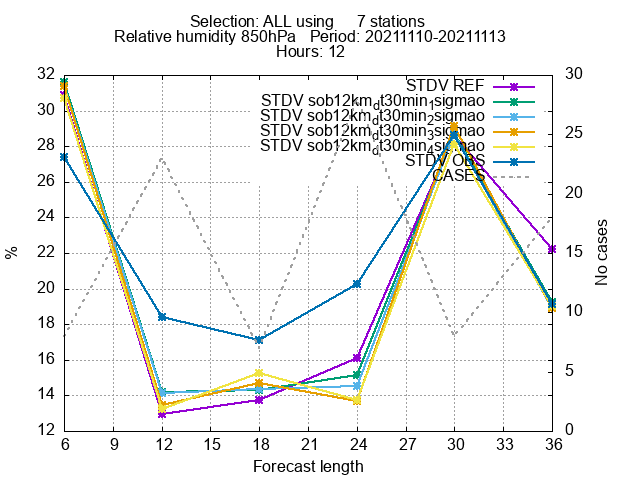 Selection: ALL using 7 stations
Relative humidity 850hPa Period: 20211110-20211113
Hours: 12
STDV REF
STDV sob12km_dt30min_1sigmao
STDV sob12km_dt30min_2sigmao
STDV sob12km_dt30min_3sigmao
STDV sob12km_dt30min_4sigmao
STDV OBS
CASES
32
30
28
26
24
22
20
18
16
14
12
%
30
25
20
15
10
5
0
No cases
6 9 12 15 18 21 24 27 30 33 36
Forecast length